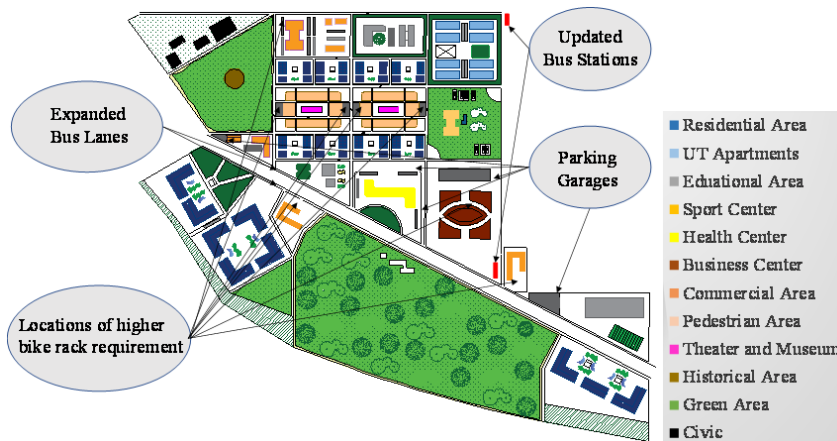 Updated
Bus Stations
Expanded
Bus Lanes
Parking
Garages
Locations of higher
bike rack requirement
Residential Area
UT Apartments
Eduational Area
Sport Center
Health Center
Business Center
Commercial Area
Pedestrian Area
Theater and Museum
Historical Area
Green Area
Civic